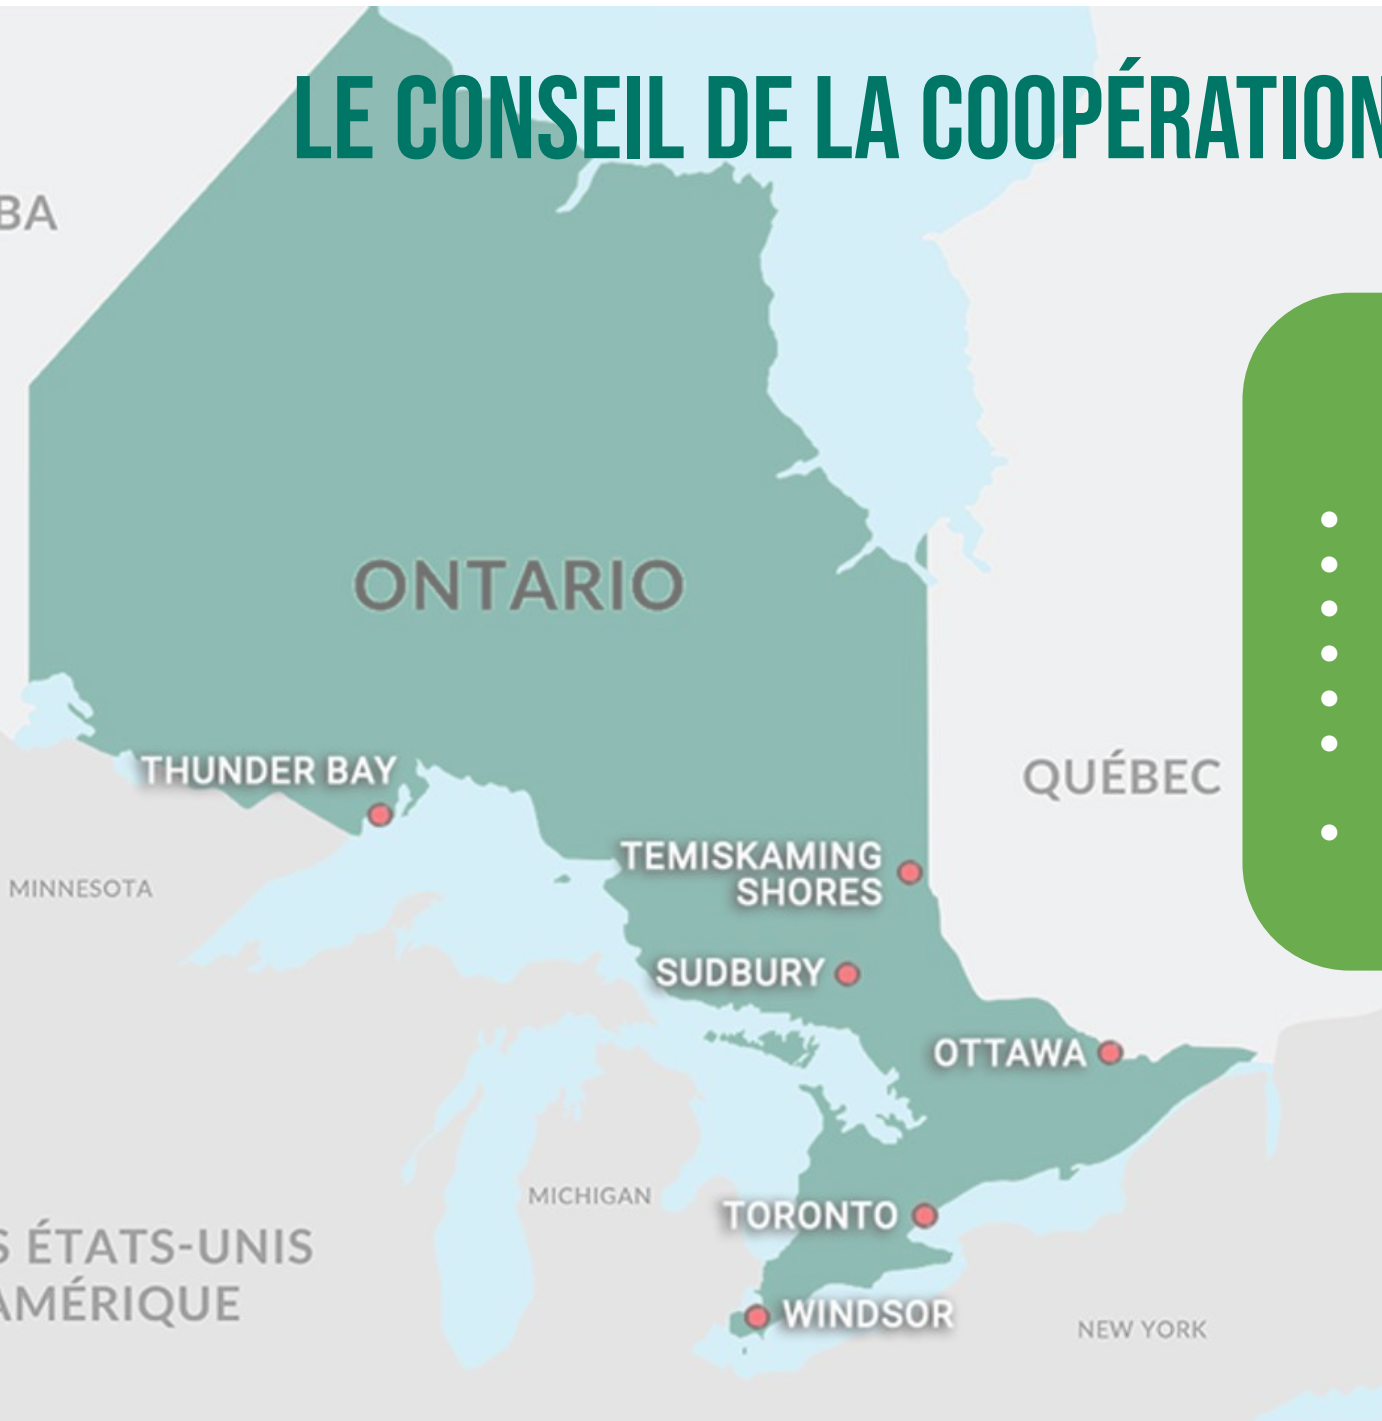 LE CONSEIL DE LA COOPÉRATION
BA
ONTARIO
THUNDER BAY
QUÉBEC
TEMISKAMING
SHORES
MINNESOTA
SUDBURY
OTTAWA
MICHIGAN
TORONTO
S ÉTATS-UNIS
AMÉRIQUE
WINDSOR
NEW YORK